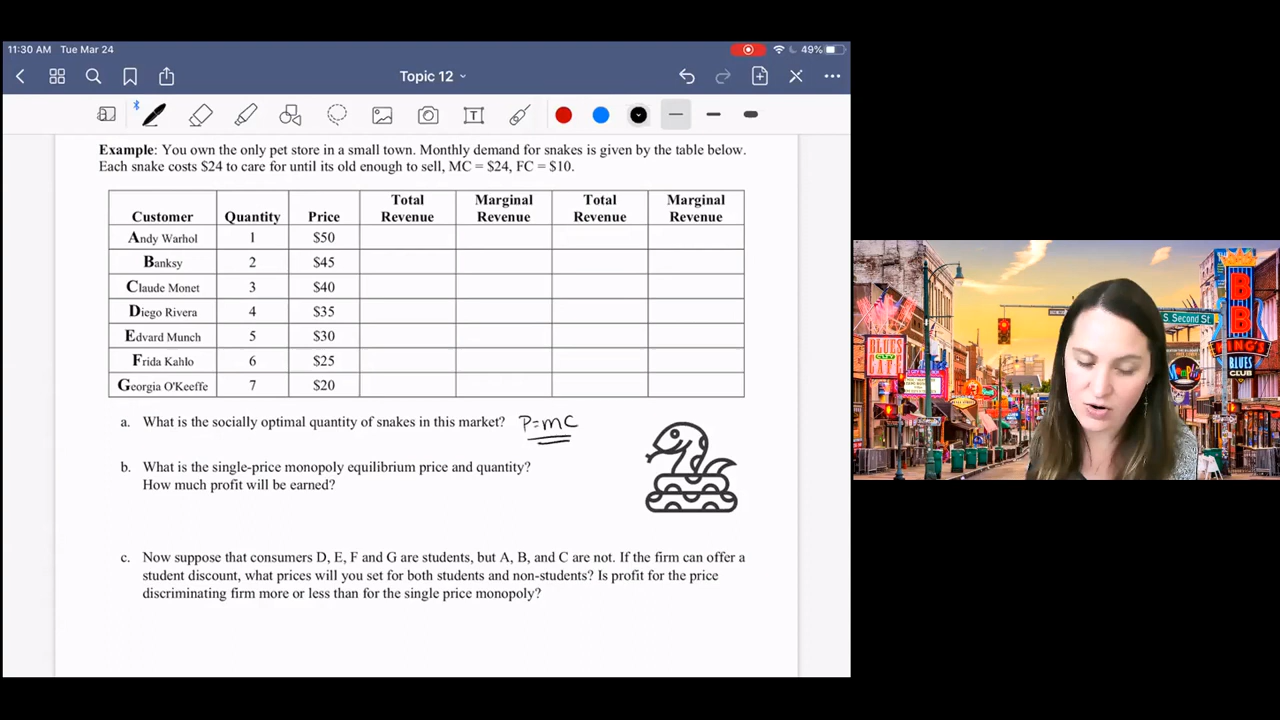 11:30 AM Tue Mar 24
49%
Topic 12
T
Example: You own the only pet store in a small town. Monthly demand for snakes is given by the table below.
Each snake costs $24 to care for until its old enough to sell, MC = $24, FC = $10.
Customer Quantity Price Total Revenue Marginal Revenue Total Revenue Marginal Revenue
Andy Warhol 1 $50
Banksy 2 $45
Claude Monet 3 $40
Diego Rivera 4 $35
Edvard Munch 5 $30
Frida Kahlo 6 $25
Georgia O'Keeffe 7 $20
a. What is the socially optimal quantity of snakes in this market? P=MC
b. What is the single-price monopoly equilibrium price and quantity?
How much profit will be earned?
c. Now suppose that consumers D, E, F and G are students, but A, B, and C are not. If the firm can offer a
student discount, what prices will you set for both students and non-students? Is profit for the price
discriminating firm more or less than for the single price monopoly?
S. Second St.
BLUES
CAFE
BB
KING'S
BLUES
CLUB